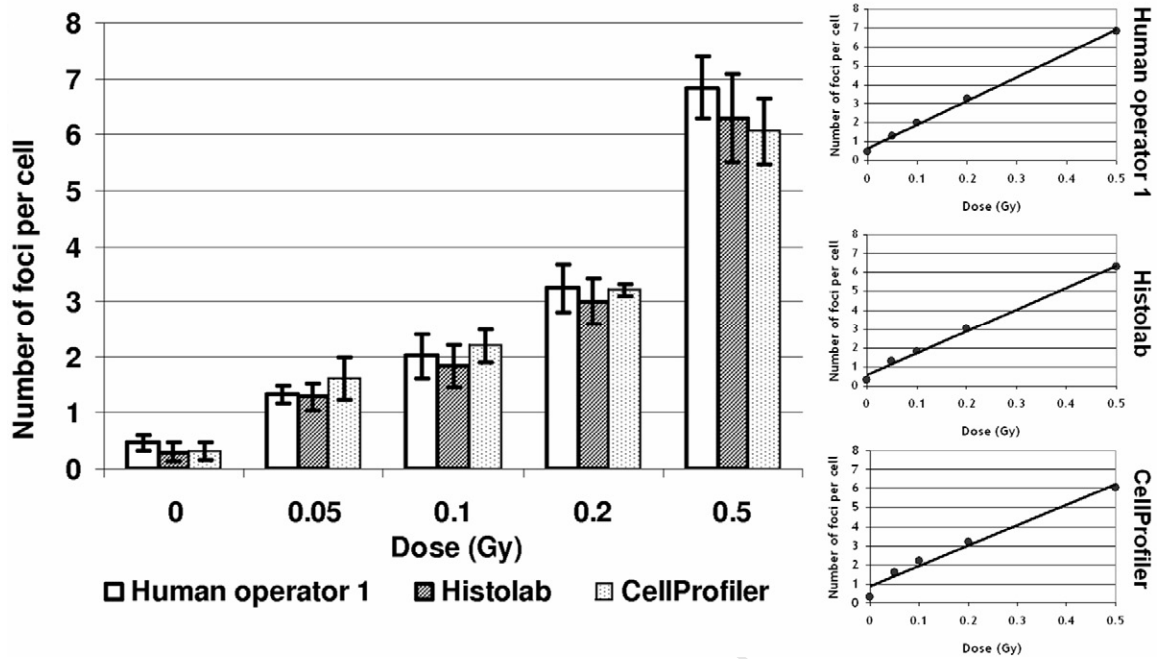 8
7
6
5
4
3
2
1
0
Number of foci per cell
0 0.05 0.1 0.2 0.5
Dose (Gy)
Human operator 1 Histolab CellProfiler
8
7
6
5
4
3
2
1
0
Number of foci per cell
0 0.1 0.2 0.3 0.4 0.5
Dose (Gy)
Human operator 1
8
7
6
5
4
3
2
1
0
Number of foci per cell
0 0.1 0.2 0.3 0.4 0.5
Dose (Gy)
Histolab
8
7
6
5
4
3
2
1
0
Number of foci per cell
0 0.1 0.2 0.3 0.4 0.5
Dose (Gy)
CellProfiler